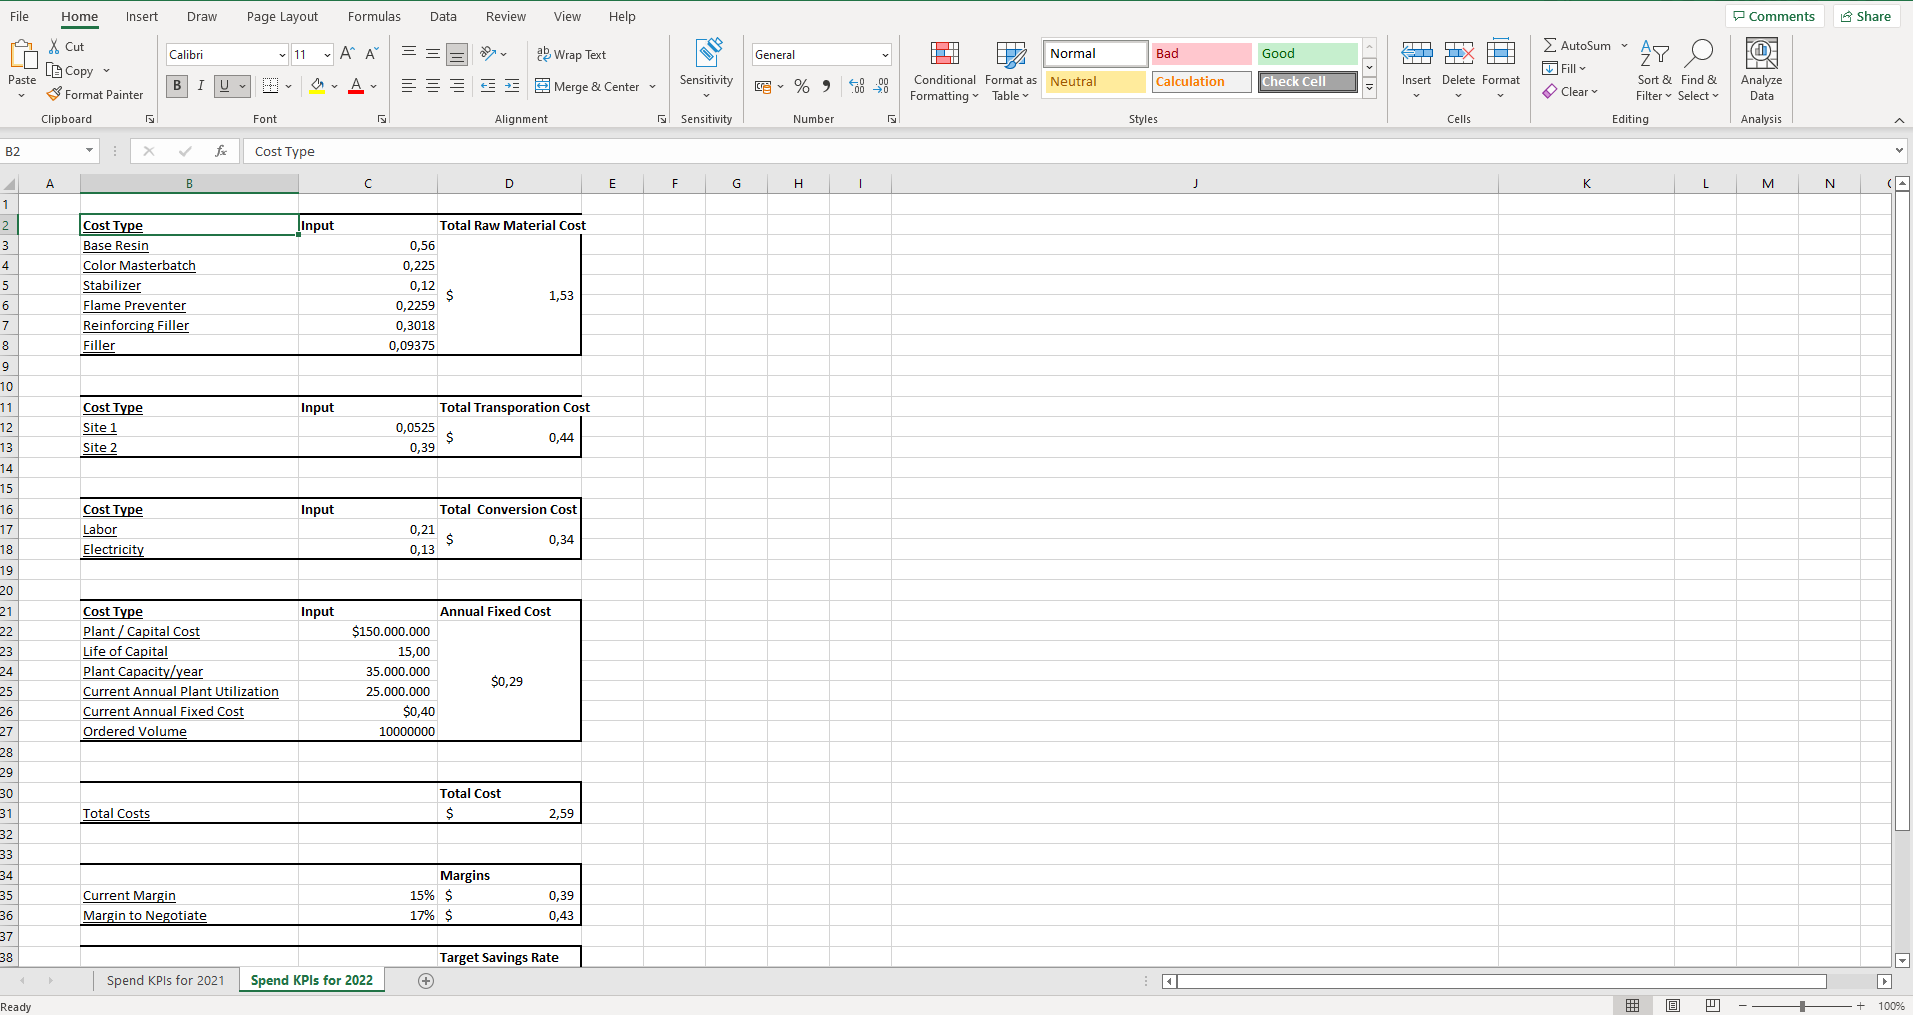 File Home Insert Draw Page Layout Formulas Data Review View Help Comments Share
Paste Cut Copy Format Painter Clipboard
Calibri 11 B I U A A A Font
Wrap Text Merge & Center Alignment
Sensitivity Sensitivity
General % Number
Conditional Formatting Format as Table
Normal Bad Good
Neutral Calculation Check Cell
Styles
Insert Delete Format Cells
AutoSum Fill Clear Sort & Filter Find & Select Editing
Analyze Data Analysis
B2 fx Cost Type
A B C D E F G H I J K L M N
1
2 Cost Type Input Total Raw Material Cost
3 Base Resin 0,56
4 Color Masterbatch 0,225
5 Stabilizer 0,12
$ 1,53
6 Flame Preventer 0,2259
7 Reinforcing Filler 0,3018
8 Filler 0,09375
9
10
11 Cost Type Input Total Transporation Cost
12 Site 1 0,0525
$ 0,44
13 Site 2 0,39
14
15
16 Cost Type Input Total Conversion Cost
17 Labor 0,21
$ 0,34
18 Electricity 0,13
19
20
21 Cost Type Input Annual Fixed Cost
22 Plant / Capital Cost $150.000.000
23 Life of Capital 15,00
24 Plant Capacity/year 35.000.000
$0,29
25 Current Annual Plant Utilization 25.000.000
26 Current Annual Fixed Cost $0,40
27 Ordered Volume 10000000
28
29
30 Total Cost
31 Total Costs $ 2,59
32
33
34 Margins
35 Current Margin 15% $ 0,39
36 Margin to Negotiate 17% $ 0,43
37
38 Target Savings Rate
Spend KPIs for 2021 Spend KPIs for 2022
Ready 100%